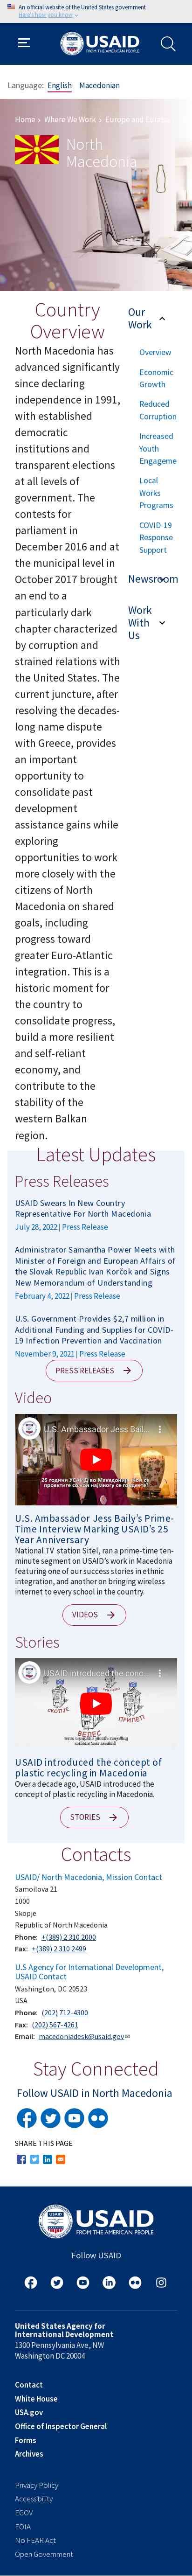 An official website of the United States government
Here's how you know
USAID
FROM THE AMERICAN PEOPLE
Language: English Macedonian
Home › Where We Work › Europe and
North
Macedonia
Country
Overview
North Macedonia has
assiduously and
successfully sought
inclusive democracy since
declaring
independence in 1991,
with established
democratic institutions
and transparent elections
at all levels of
government. The
contests for
parliament in
December 2016 and at
the municipal level in
October 2017 brought
an end to a
particularly dark
chapter involving
corruption and
strained relations with
the United States. The
current juncture, after
resolving the decades-
long name dispute
with Greece, provides
an important
opportunity to
consolidate past
development
assistance gains while
exploring
opportunities to work
more closely with the
citizens of North
Macedonia on shared
goals, including
progress toward
greater Euro-Atlantic
integration. This is a
historic moment for
the country to
consolidate progress,
build a more resilient
and self-reliant
economy, and
contribute to the
stability of the
western Balkan
region.
Our
Work
Overview
Economic
Growth
Reduced
Corruption
Increased
Youth
Engageme
Local
Works
Programs
COVID-19
Response
Support
Newsroom
Work
With
Us
Latest Updates
Press Releases
USAID Swears In New Country
Representative For North Macedonia
July 28, 2022 | Press Release
Administrator Samantha Power Meets with
Minister of Foreign and European Affairs of
the Slovak Republic Ivan Korčok and Signs
New Memorandum of Understanding
February 4, 2022 | Press Release
U.S. Government Provides $2,7 million in
Additional Funding and Supplies for COVID-
19 Infection Prevention and Vaccination
November 9, 2021 | Press Release
PRESS RELEASES
Video
U.S. Ambassador Jess Bail...
25 години УСАИД во Македонија
проектите се
U.S. Ambassador Jess Baily’s Prime-
Time Interview Marking USAID’s 25
Year Anniversary
National TV station Sitel, ran a prime-time ten-
minute segment on USAID’s work in Macedonia
featuring one of our success stories in ethnic
integration, and another on enabling witnesses
to every school in the country.
VIDEOS
Stories
USAID introduced the conc...
СКОПЈЕ
ВЕЛЕС
ПРИЛЕП
USAID introduced the concept of
plastic recycling in Macedonia
Over a decade ago, USAID introduced the
concept of plastic recycling in Macedonia.
STORIES
Contacts
USAID/ North Macedonia, Mission Contact
Samoilova 21
1000
Skopje
Republic of North Macedonia
Phone: +(389) 2 310 2000
Fax: +(389) 2 310 2499
U.S Agency for International Development,
USAID Contact
Washington, DC 20523
USA
Phone: (202) 712-4300
Fax: (202) 567-4261
Email: macedoniadesk@usaid.gov
Stay Connected
Follow USAID in North Macedonia
SHARE THIS PAGE
USAID
FROM THE AMERICAN PEOPLE
Follow USAID
United States Agency for
International Development
1300 Pennsylvania Ave, NW
Washington DC 20004
Contact
White House
USA.gov
Office of Inspector General
Forms
Archives
Privacy Policy
Accessibility
EGOV
FOIA
No FEAR Act
Open Government